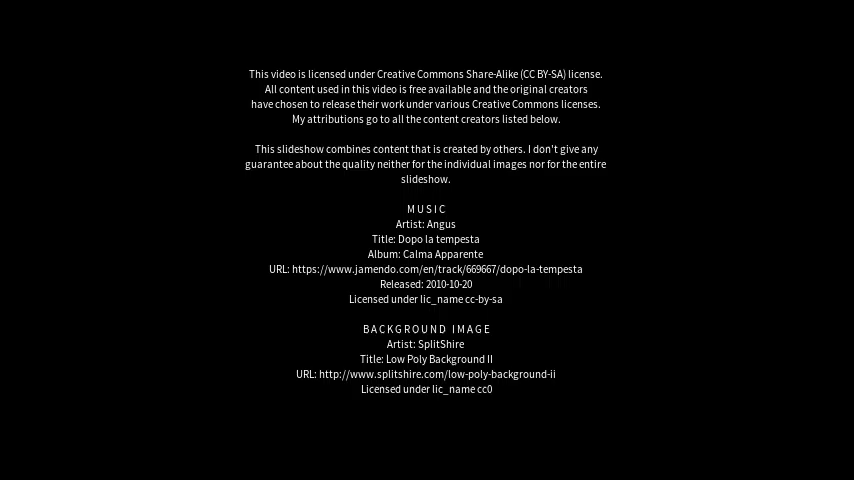 This video is licensed under Creative Commons Share-Alike (CC BY-SA) license.
All content used in this video is free available and the original creators
have chosen to release their work under various Creative Commons licenses.
My attributions go to all the content creators listed below.
This slideshow combines content that is created by others. I don't give any
guarantee about the quality neither for the individual images nor for the entire
slideshow.
MUSIC
Artist: Angus
Title: Dopo la tempesta
Album: Calma Apparente
URL: https://www.jamendo.com/en/track/669667/dopo-la-tempesta
Released: 2010-10-20
Licensed under lic_name cc-by-sa
BACKGROUND IMAGE
Artist: SplitShire
Title: Low Poly Background II
URL: http://www.splitshire.com/low-poly-background-ii
Licensed under lic_name cc0